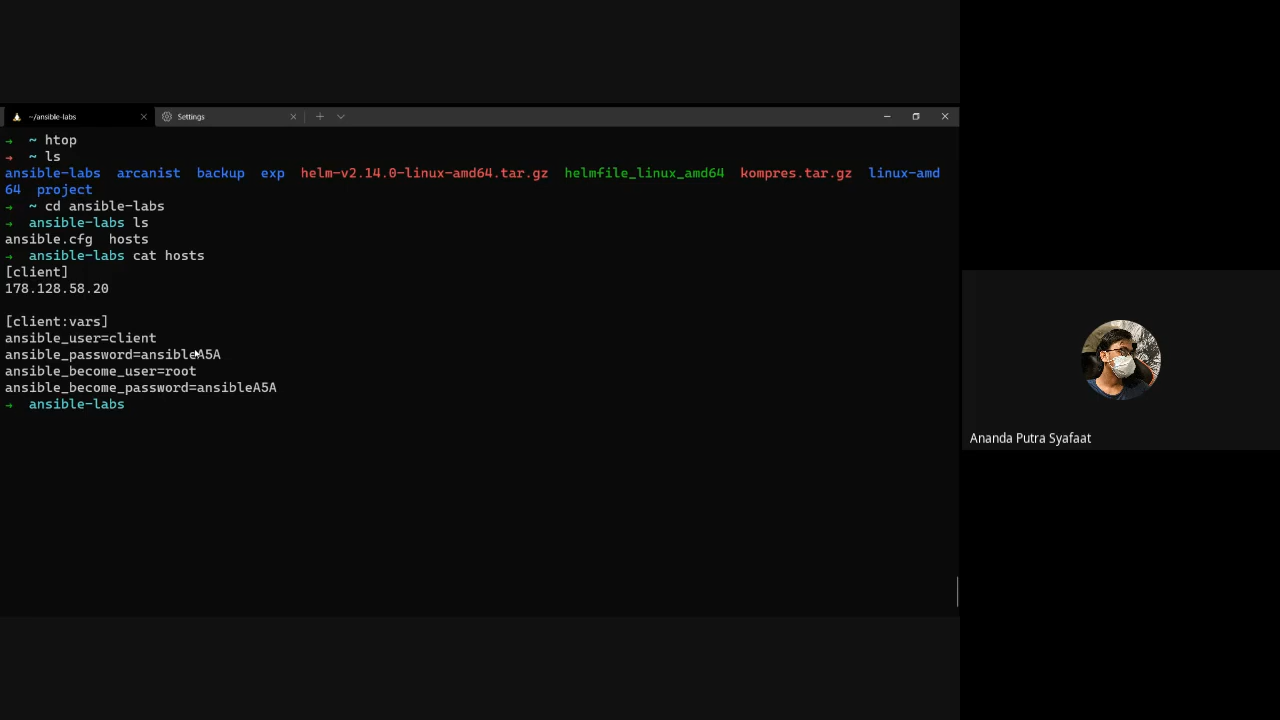 ~/ansible-labs
Settings
→ ~ htop
→ ~ ls
ansible-labs arcanist backup exp helm-v2.14.0-linux-amd64.tar.gz helmfile_linux_amd64 kompres.tar.gz linux-amd
64 project
→ ~ cd ansible-labs
→ ansible-labs ls
ansible.cfg hosts
→ ansible-labs cat hosts
[client]
178.128.58.20
[client:vars]
ansible_user=client
ansible_password=ansibleA5A
ansible_become_user=root
ansible_become_password=ansibleA5A
→ ansible-labs
Ananda Putra Syafaat